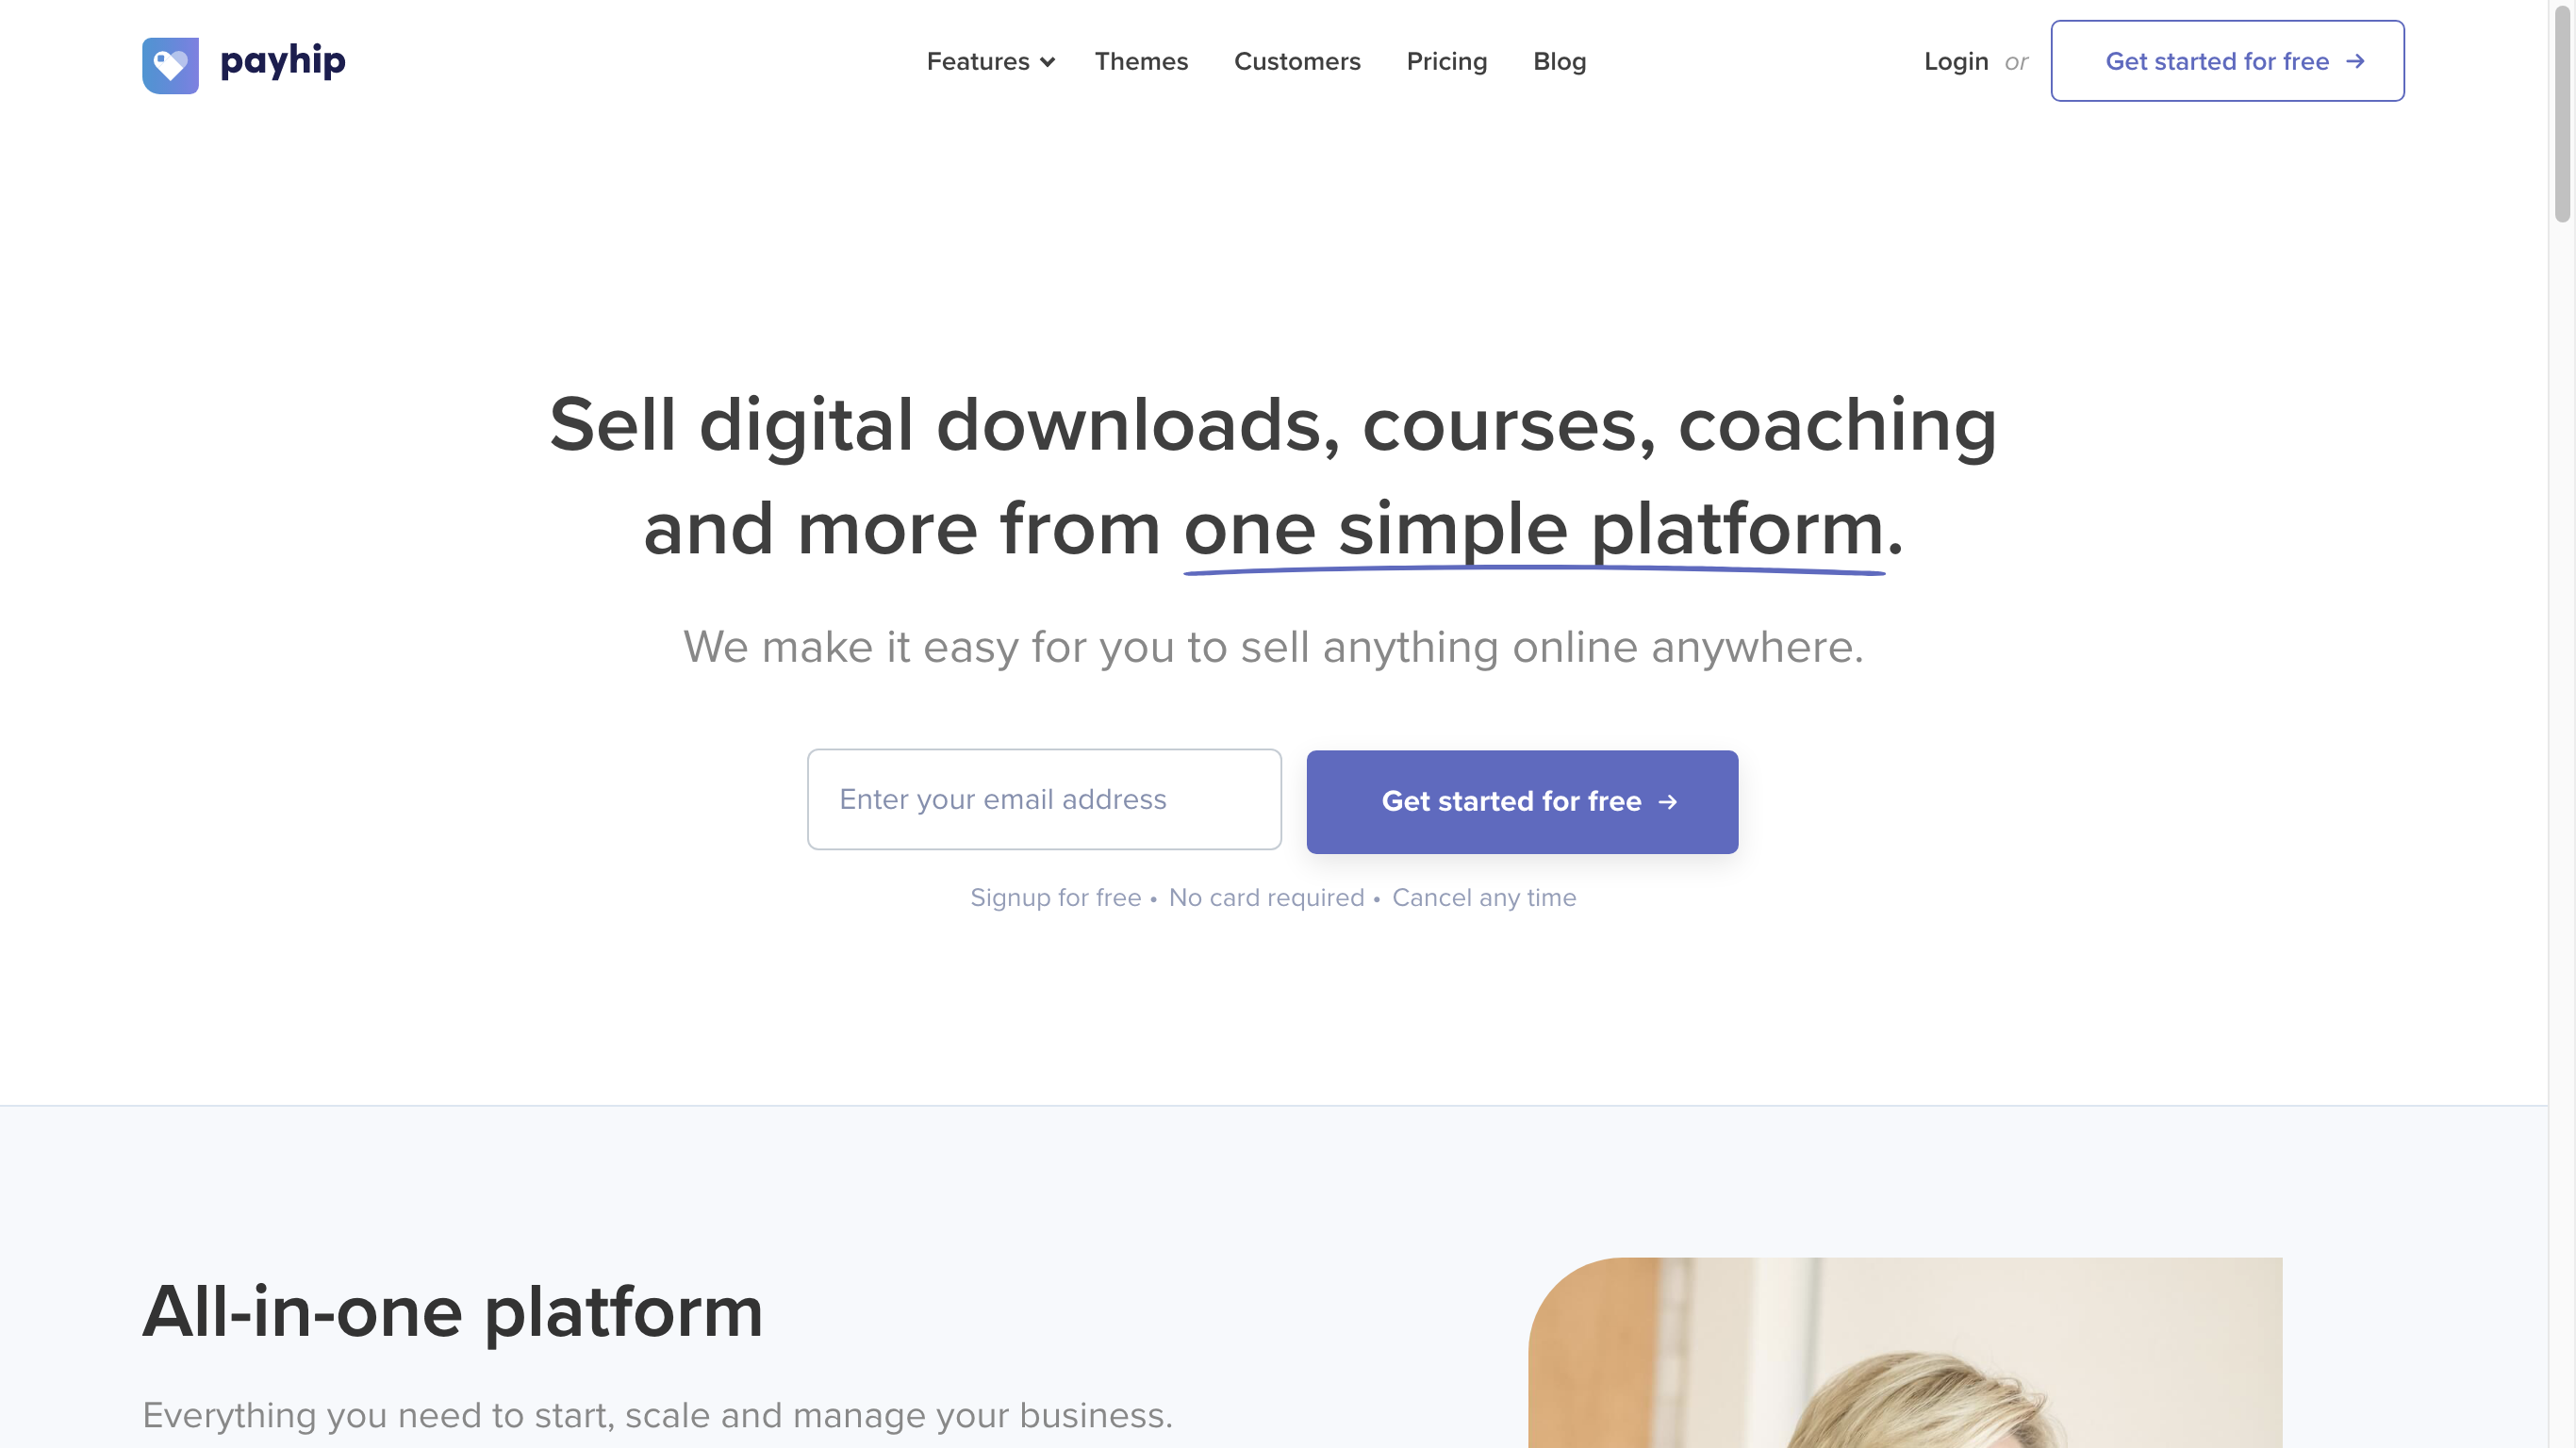 payhip
Features
Themes
Customers
Pricing
Blog
Login or
Get started for free →
Sell digital downloads, courses, coaching
and more from one simple platform.
We make it easy for you to sell anything online anywhere.
Enter your email address
Get started for free →
Signup for free • No card required • Cancel any time
All-in-one platform
Everything you need to start, scale and manage your business.